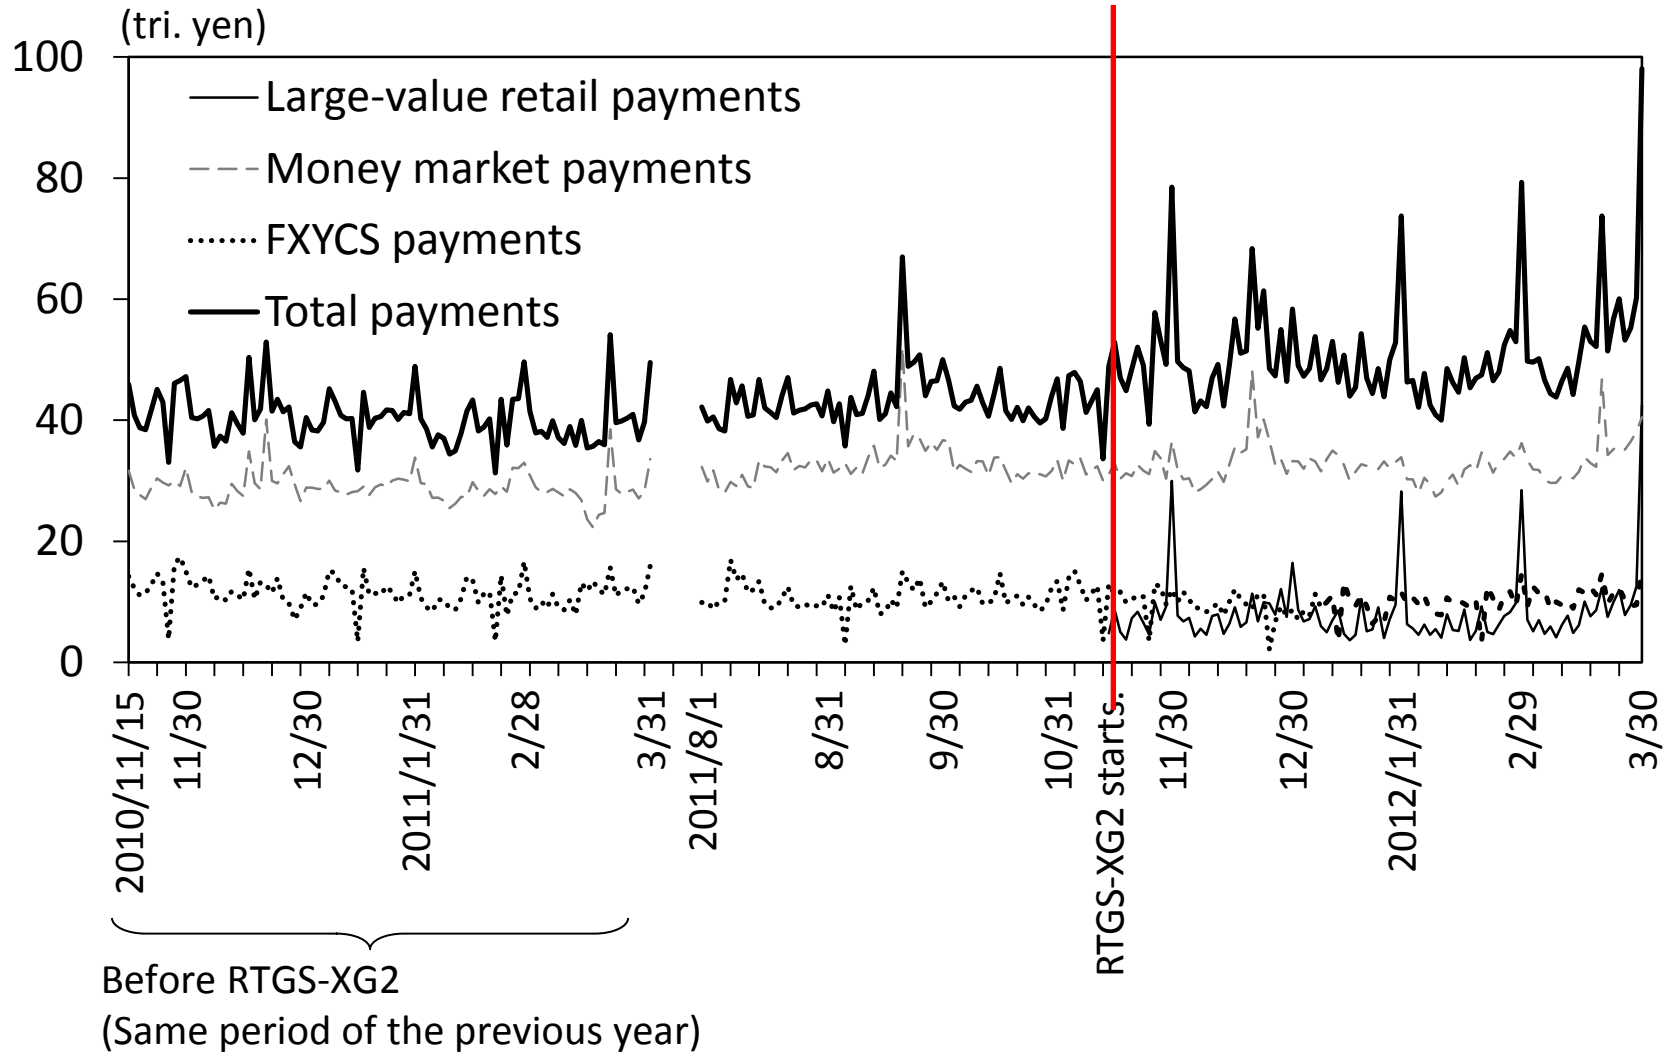 (tri. yen)
100
80
60
40
20
0
Large-value retail payments
Money market payments
FXYCS payments
Total payments
2010/11/15
11/30
12/30
2011/1/31
2/28
3/31
2011/8/1
8/31
9/30
10/31
RTGS-XG2 starts.
11/30
12/30
2012/1/31
2/29
3/30
Before RTGS-XG2
(Same period of the previous year)